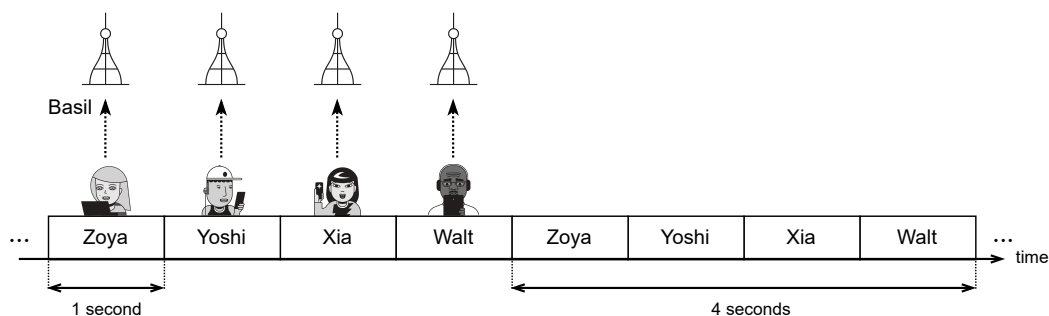 Basil
... Zoya Yoshi Xia Walt Zoya Yoshi Xia Walt ...
time
1 second 4 seconds